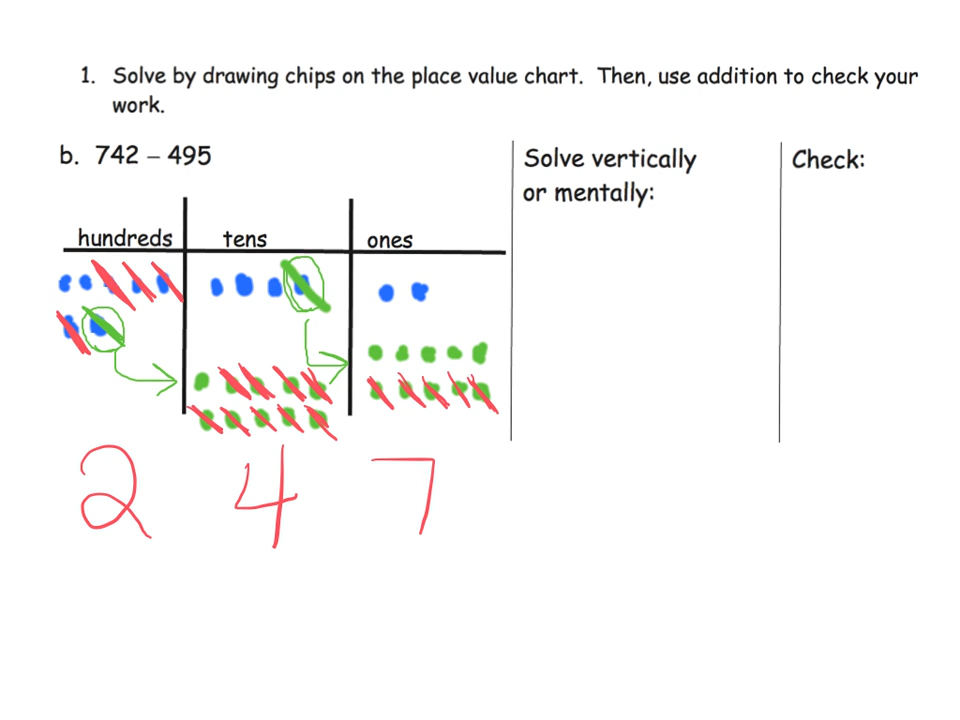 1. Solve by drawing chips on the place value chart. Then, use addition to check your
work.
b. 742 – 495
Solve vertically
or mentally:
Check:
hundreds tens ones
2 4 7